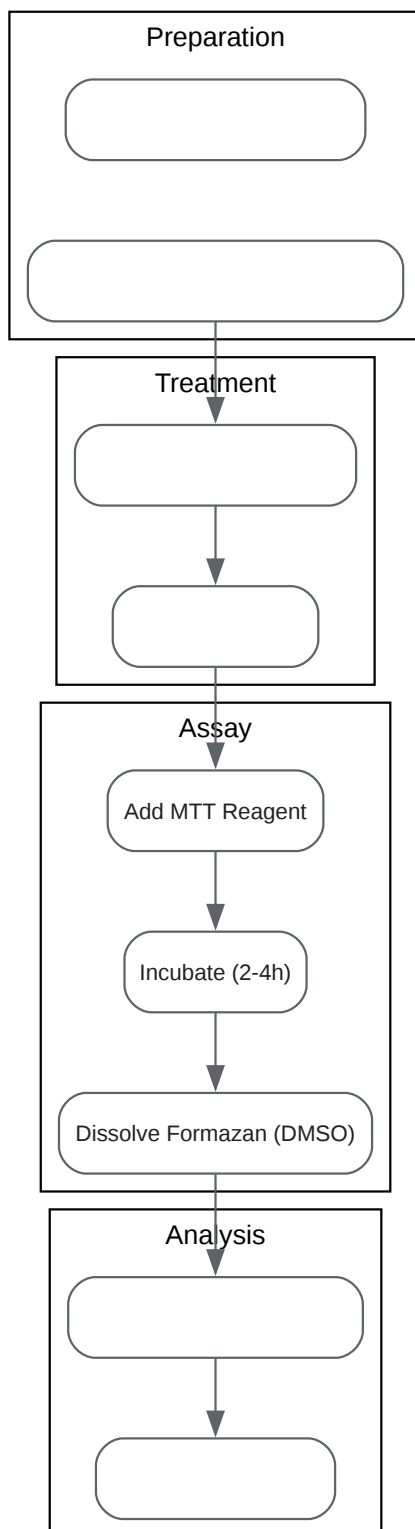 Preparation
Treatment
Assay
Add MTT Reagent
Incubate (2-4h)
Dissolve Formazan (DMSO)
Analysis